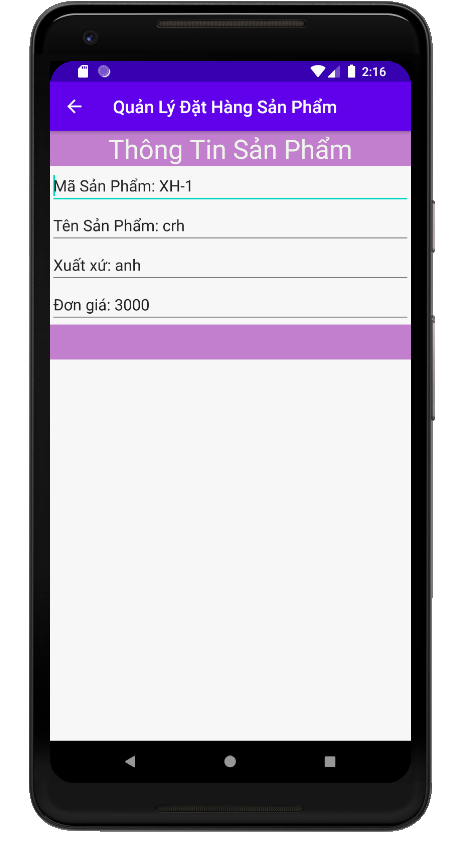 2:16
Quản Lý Đặt Hàng Sản Phẩm
Thông Tin Sản Phẩm
Mã Sản Phẩm: XH-1
Tên Sản Phẩm: crh
Xuất xứ: anh
Đơn giá: 3000